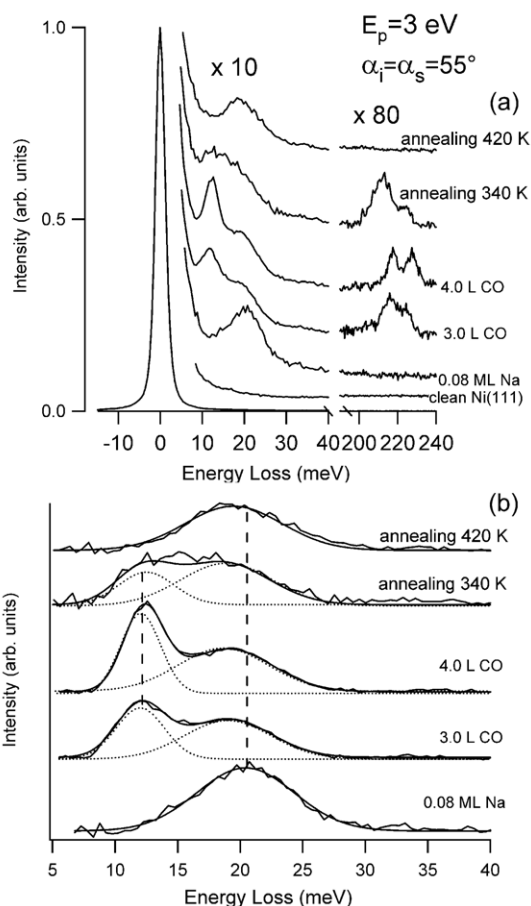 E_p=3 eV
α_i=α_s=55°
(a)
x 10
x 80
annealing 420 K
annealing 340 K
4.0 L CO
3.0 L CO
0.08 ML Na
clean Ni(111)
Intensity (arb. units)
1.0
0.5
0.0
-10 0 10 20 30 40 200 220 240
Energy Loss (meV)
(b)
annealing 420 K
annealing 340 K
4.0 L CO
3.0 L CO
0.08 ML Na
Intensity (arb. units)
5 10 15 20 25 30 35 40
Energy Loss (meV)